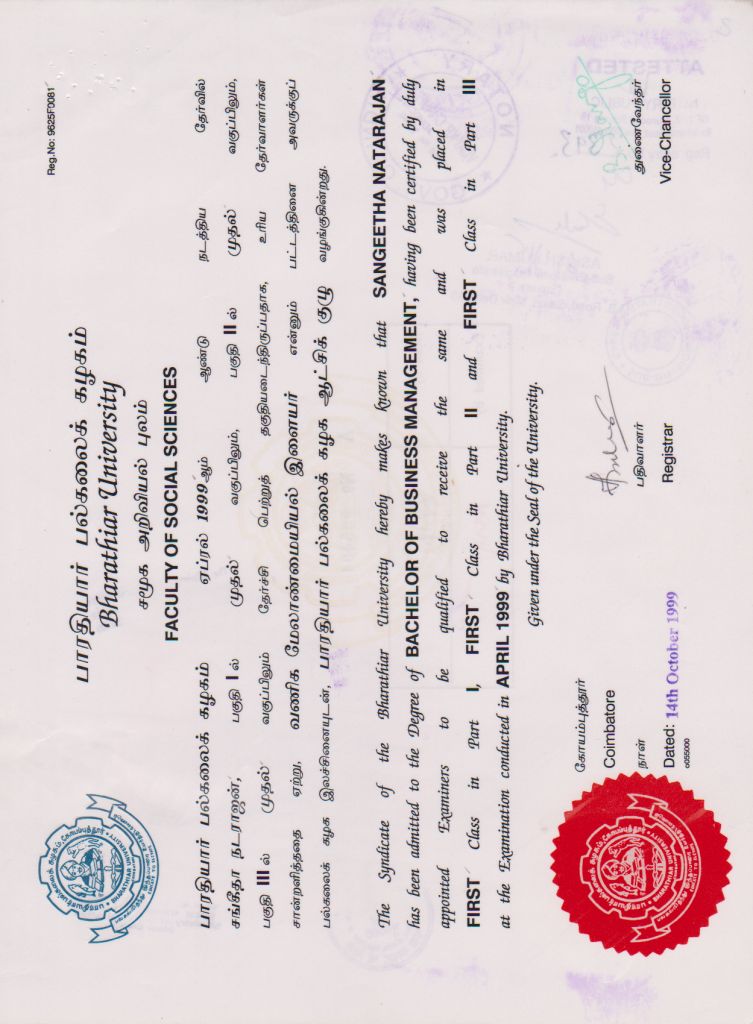 Reg.No: 9625F0081
பாரதியார் பல்கலைக் கழகம்
Bharathiar University
சமூக அறிவியல் புலம்
FACULTY OF SOCIAL SCIENCES
பாரதியார் பல்கலைக் கழகம் ஏப்ரல் 1999ஆம் ஆண்டு நடத்திய தேர்வில்
சங்கீதா நடராஜன், பகுதி I ல் முதல் வகுப்பிலும், பகுதி II ல் முதல் வகுப்பிலும்,
பகுதி III ல் முதல் வகுப்பிலும் தேர்ச்சி பெற்றுத் தகுதியடைந்திருப்பதாக, உரிய தேர்வாளர்கள்
சான்றளித்ததை ஏற்று, வணிக மேலாண்மையியல் இளையர் என்னும் பட்டத்தினை அவருக்குப்
பல்கலைக் கழக இலச்சினையுடன், பாரதியார் பல்கலைக் கழக ஆட்சிக் குழு வழங்குகின்றது.
The Syndicate of the Bharathiar University hereby makes known that SANGEETHA NATARAJAN
has been admitted to the Degree of BACHELOR OF BUSINESS MANAGEMENT, having been certified by duly
appointed Examiners to be qualified to receive the same and was placed in
FIRST Class in Part I, FIRST Class in Part II and FIRST Class in Part III
at the Examination conducted in APRIL 1999 by Bharathiar University.
Given under the Seal of the University.
கோயம்புத்தூர்
Coimbatore
நாள்
Dated: 14th October 1999
o055000
பதிவாளர்
Registrar
துணைவேந்தர்
Vice-Chancellor